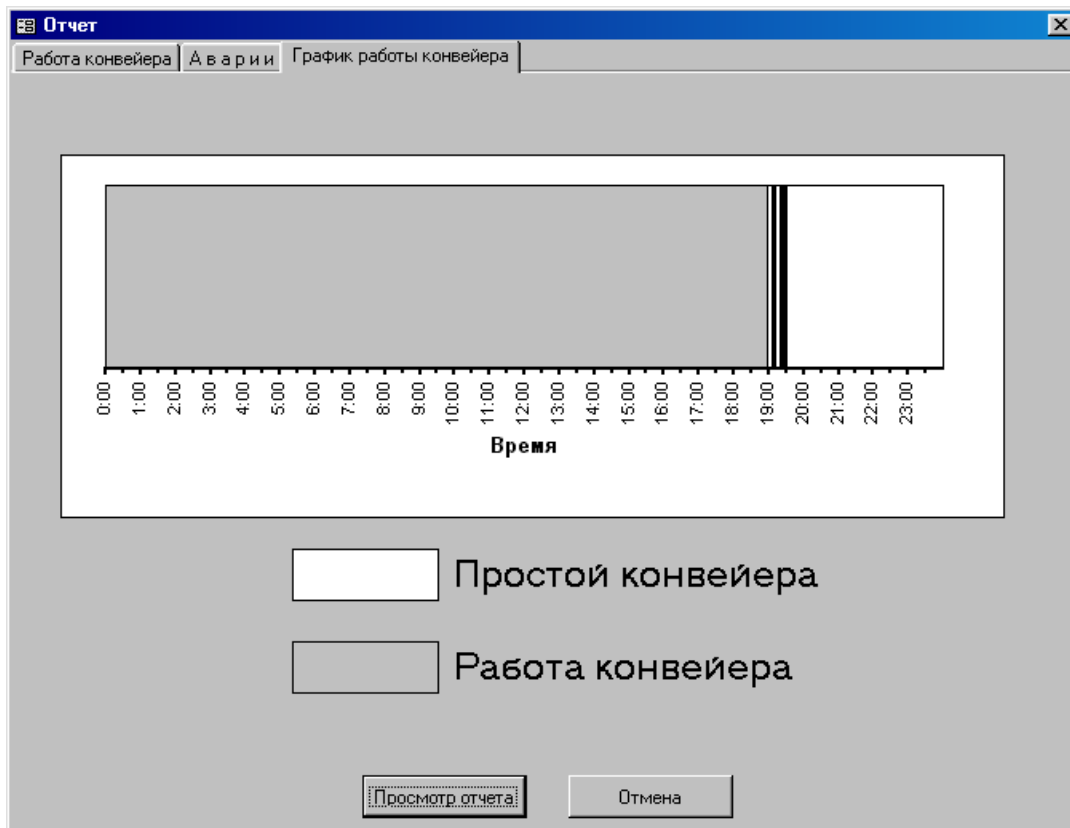 Отчет
Работа конвейера А в а р и и График работы конвейера
0:00 1:00 2:00 3:00 4:00 5:00 6:00 7:00 8:00 9:00 10:00 11:00 12:00 13:00 14:00 15:00 16:00 17:00 18:00 19:00 20:00 21:00 22:00 23:00
Время
Простой конвейера
Работа конвейера
Просмотр отчета Отмена